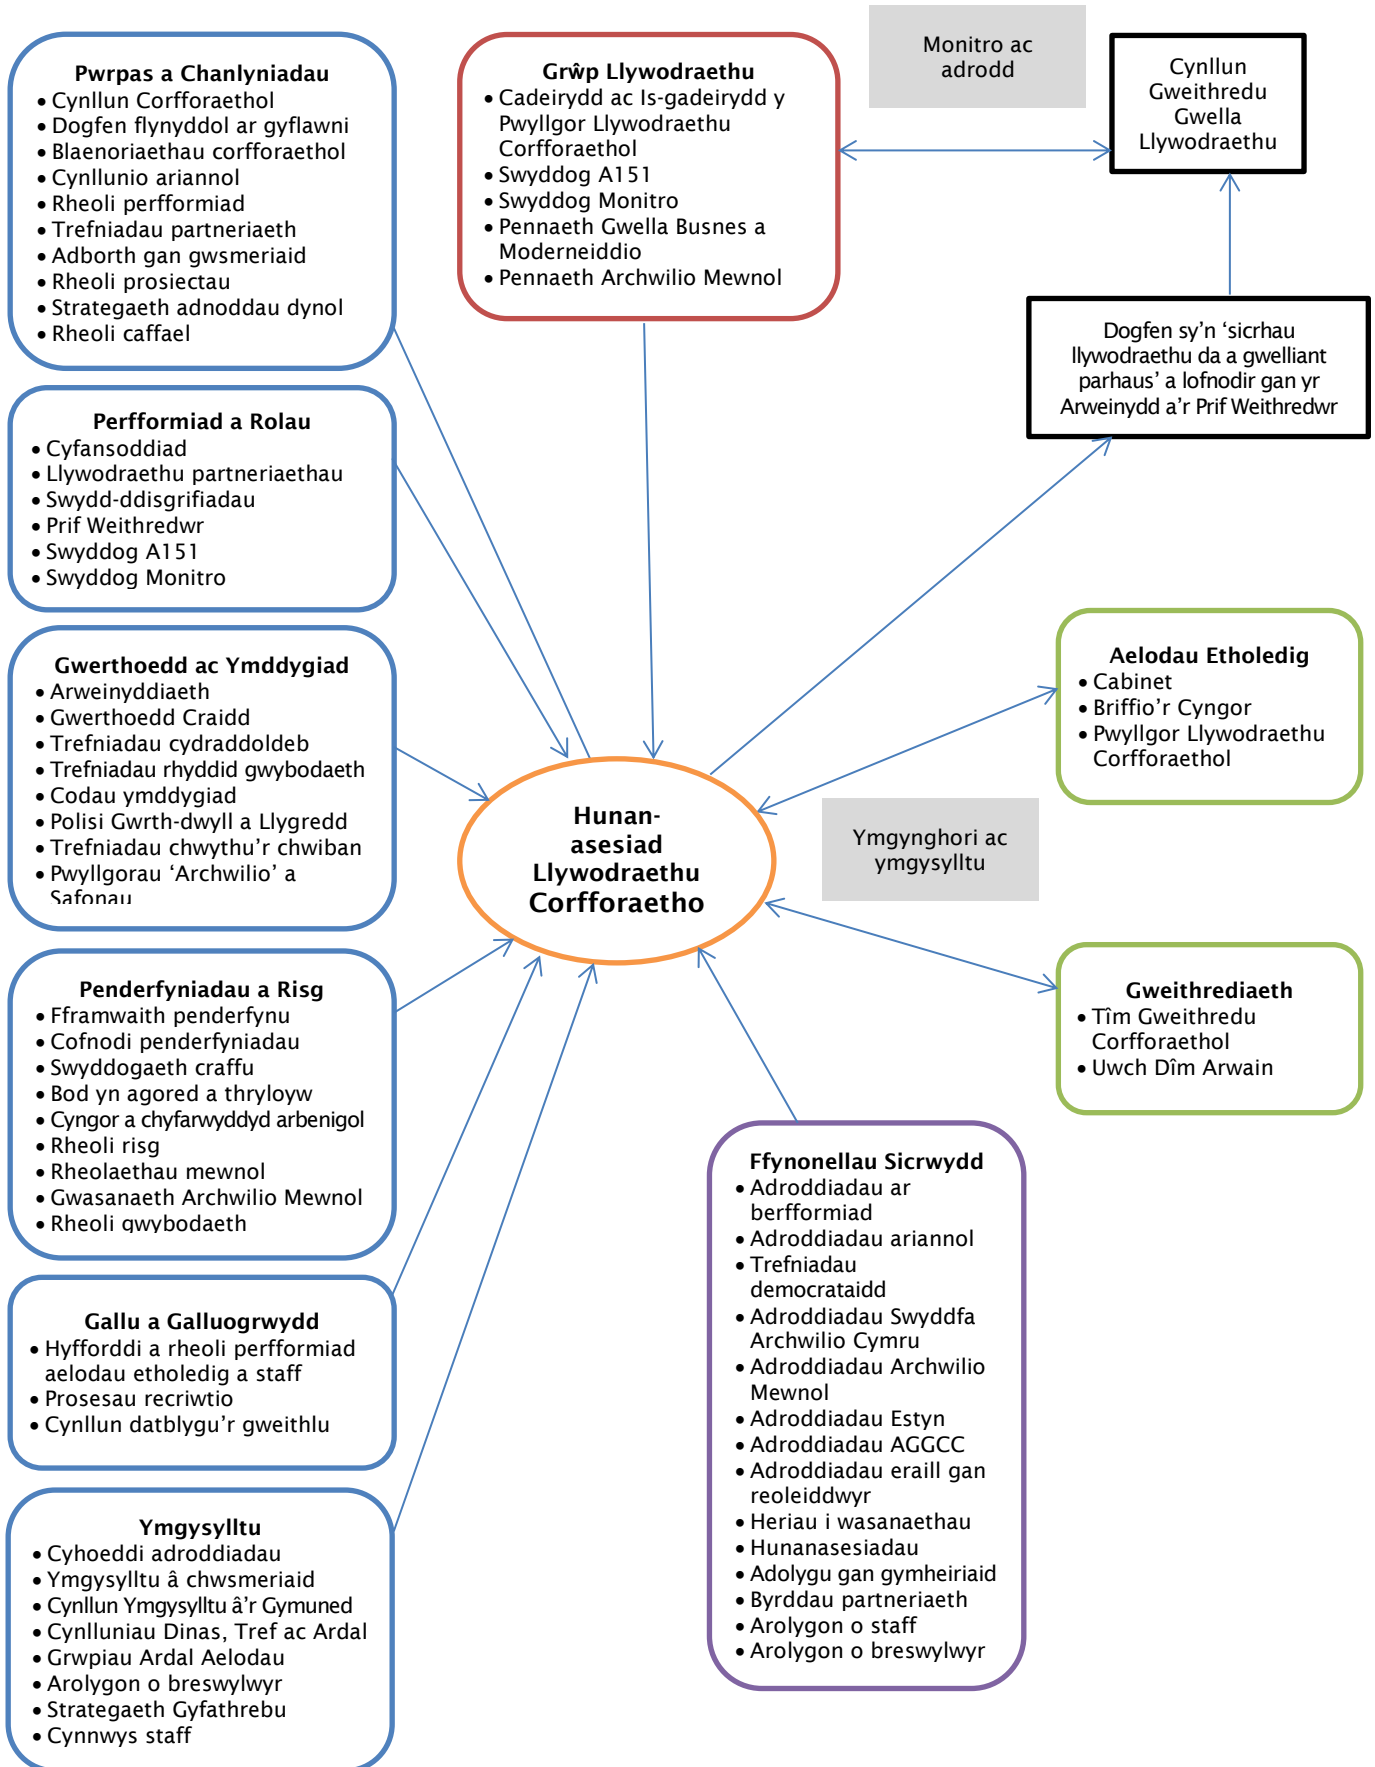 Pwrpas a Chanlyniadau
• Cynllun Corfforaethol
• Dogfen flynyddol ar gyflawni
• Blaenoriaethau corfforaethol
• Cynllunio ariannol
• Rheoli perfformiad
• Trefniadau partneriaeth
• Adborth gan gwsmeriaid
• Rheoli prosiectau
• Strategaeth adnoddau dynol
• Rheoli caffael
Perfformiad a Rolau
• Cyfansoddiad
• Llywodraethu partneriaethau
• Swydd-ddisgrifiadau
• Prif Weithredwr
• Swyddog A151
• Swyddog Monitro
Gwerthoedd ac Ymddygiad
• Arweinyddiaeth
• Gwerthoedd Craidd
• Trefniadau cydraddoldeb
• Trefniadau rhyddid gwybodaeth
• Codau ymddygiad
• Polisi Gwrth-dwyll a Llygredd
• Trefniadau chwythu’r chwiban
• Pwyllgorau ‘Archwilio’ a
Safonau
Penderfyniadau a Risg
• Fframwaith penderfynu
• Cofnodi penderfyniadau
• Swyddogaeth craffu
• Bod yn agored a thryloyw
• Cyngor a chyfarwyddyd arbenigol
• Rheoli risg
• Rheolaethau mewnol
• Gwasanaeth Archwilio Mewnol
• Rheoli gwybodaeth
Gallu a Galluogrwydd
• Hyfforddi a rheoli perfformiad
aelodau etholedig a staff
• Prosesau recriwtio
• Cynllun datblygu’r gweithlu
Ymgysylltu
• Cyhoeddi adroddiadau
• Ymgysylltu â chwsmeriaid
• Cynllun Ymgysylltu â’r Gymuned
• Cynlluniau Dinas, Tref ac Ardal
• Grwpiau Ardal Aelodau
• Arolygon o breswylwyr
• Strategaeth Gyfathrebu
• Cynnwys staff
Grŵp Llywodraethu
• Cadeirydd ac Is-gadeirydd y
Pwyllgor Llywodraethu
Corfforaethol
• Swyddog A151
• Swyddog Monitro
• Pennaeth Gwella Busnes a
Moderneiddio
• Pennaeth Archwilio Mewnol
Monitro ac
adrodd
Cynllun
Gweithredu
Gwella
Llywodraethu
Dogfen sy’n ‘sicrhau
llywodraethu da a gwelliant
parhaus’ a lofnodir gan yr
Arweinydd a’r Prif Weithredwr
Hunan-
asesiad
Llywodraethu
Corfforaetho
Aelodau Etholedig
• Cabinet
• Briffio’r Cyngor
• Pwyllgor Llywodraethu
Corfforaethol
Ymgynghori ac
ymgysylltu
Gweithrediaeth
• Tîm Gweithredu
Corfforaethol
• Uwch Dîm Arwain
Ffynonellau Sicrwydd
• Adroddiadau ar
berfformiad
• Adroddiadau ariannol
• Trefniadau
democrataidd
• Adroddiadau Swyddfa
Archwilio Cymru
• Adroddiadau Archwilio
Mewnol
• Adroddiadau Estyn
• Adroddiadau AGGCC
• Adroddiadau eraill gan
reoleiddwyr
• Heriau i wasanaethau
• Hunanasesiadau
• Adolygu gan gymheiriaid
• Byrddau partneriaeth
• Arolygon o staff
• Arolygon o breswylwyr